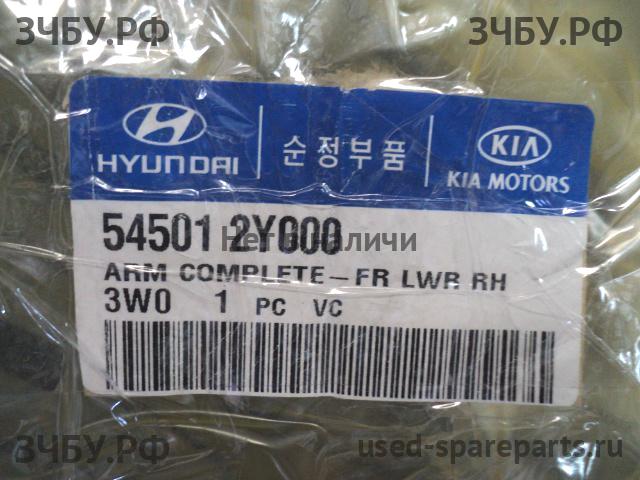 ЗЧБУ.РФ
ЗЧБУ.РФ
HYUNDAI
순정부품
KIA
KIA MOTORS
54501 2Y000
Нет в наличи
ARM COMPLETE-FR LWR RH
3W0 1 PC VC
ЗЧБУ.РФ
used-spareparts.ru